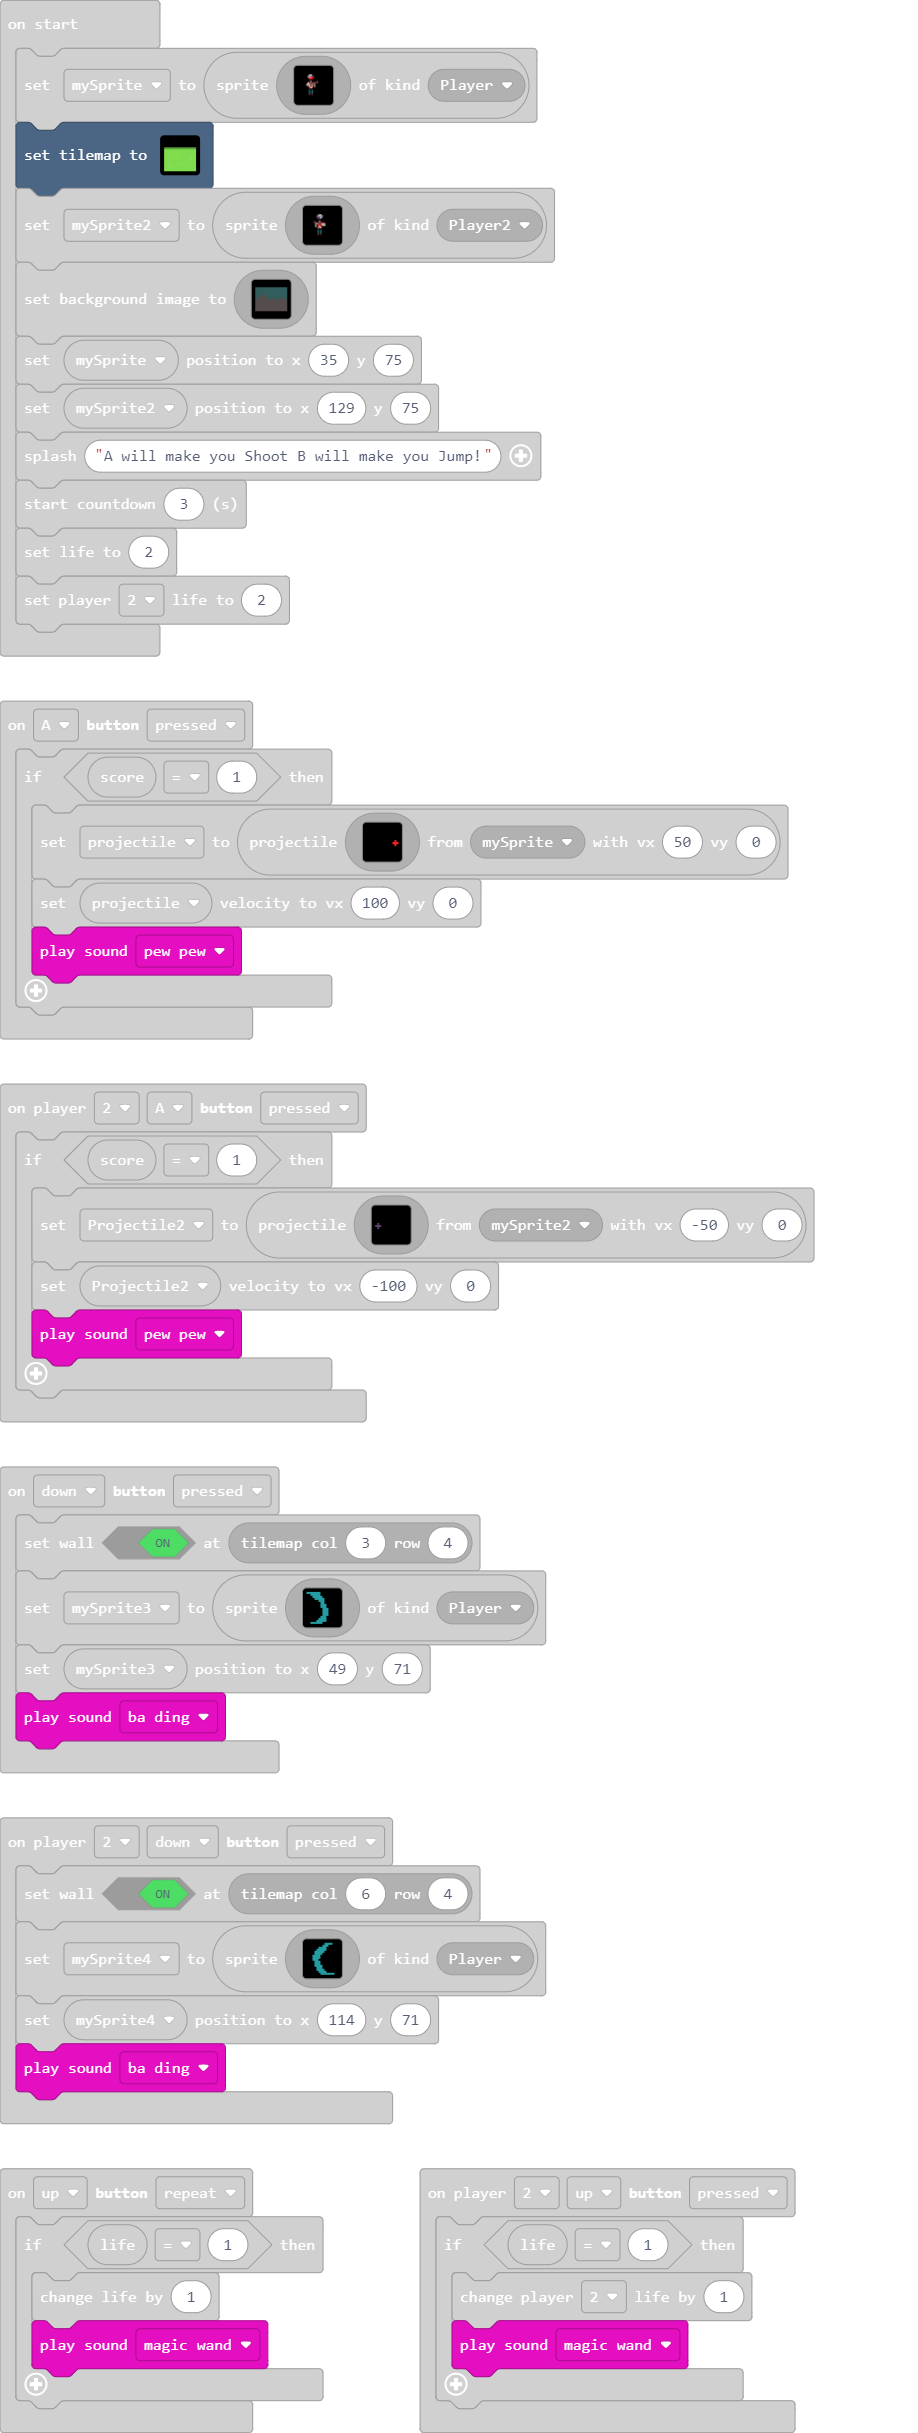 on start
set mySprite to sprite of kind Player
set tilemap to
set mySprite2 to sprite of kind Player2
set background image to
set mySprite position to x 35 y 75
set mySprite2 position to x 129 y 75
splash "A will make you Shoot B will make you Jump!"
start countdown 3 (s)
set life to 2
set player 2 life to 2
on A button pressed
if score = 1 then
set projectile to projectile from mySprite with vx 50 vy 0
set projectile velocity to vx 100 vy 0
play sound pew pew
on player 2 A button pressed
if score = 1 then
set Projectile2 to projectile from mySprite2 with vx -50 vy 0
set Projectile2 velocity to vx -100 vy 0
play sound pew pew
on down button pressed
set wall ON at tilemap col 3 row 4
set mySprite3 to sprite of kind Player
set mySprite3 position to x 49 y 71
play sound ba ding
on player 2 down button pressed
set wall ON at tilemap col 6 row 4
set mySprite4 to sprite of kind Player
set mySprite4 position to x 114 y 71
play sound ba ding
on up button repeat
if life = 1 then
change life by 1
play sound magic wand
on player 2 up button pressed
if life = 1 then
change player 2 life by 1
play sound magic wand